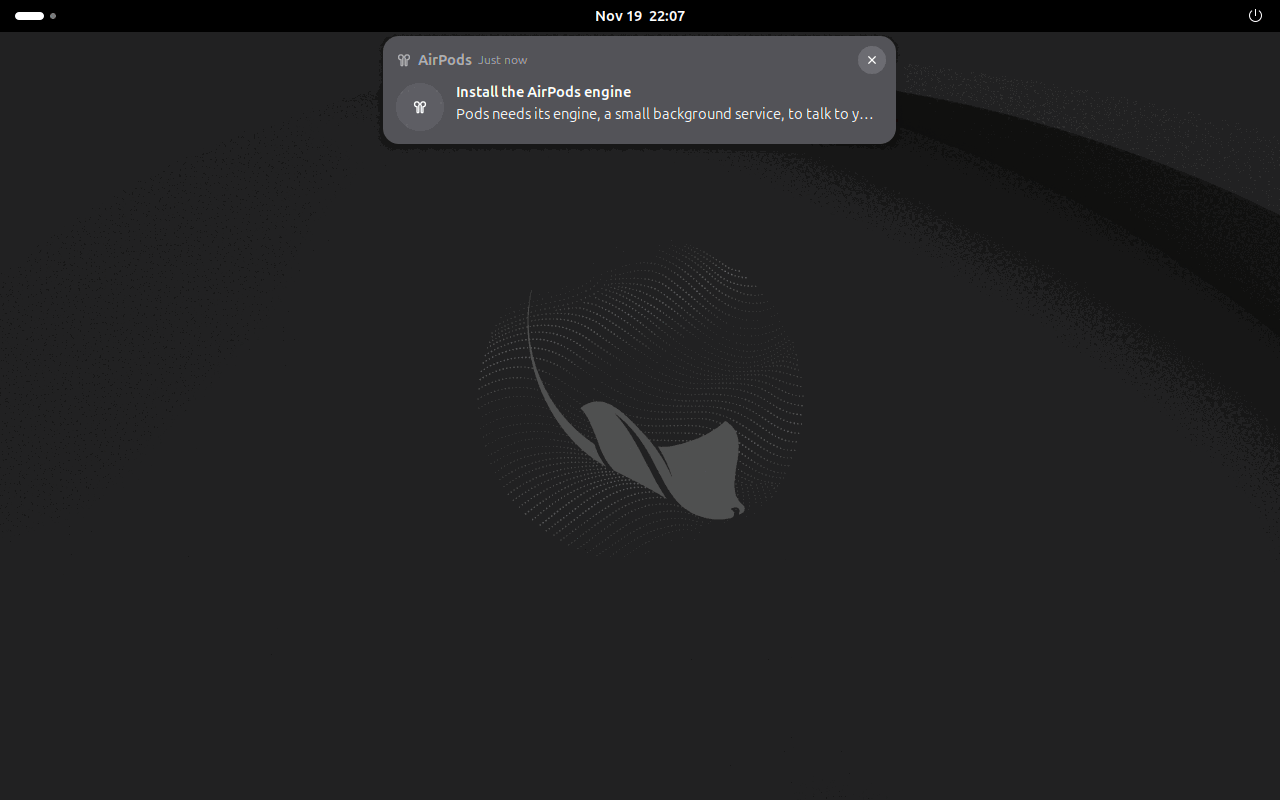 Nov 19 22:07
AirPods Just now
Install the AirPods engine
Pods needs its engine, a small background service, to talk to y…